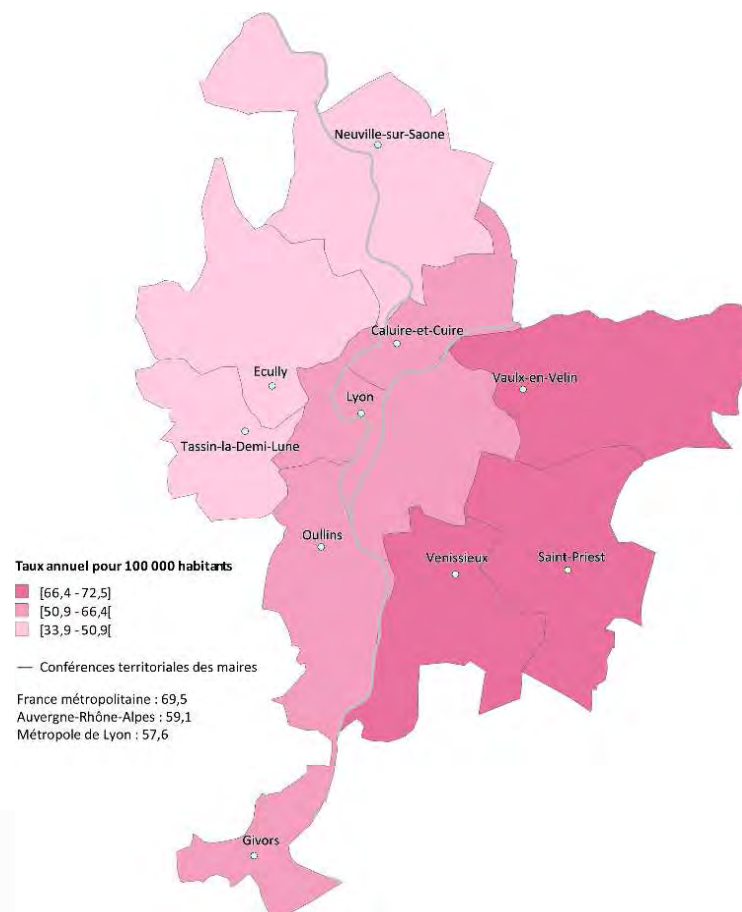 Neuville-sur-Saone
Caluire-et-Cuire
Ecully
Vaulx-en-Velin
Lyon
Tassin-la-Demi-Lune
Oullins
Venissieux
Saint-Priest
Taux annuel pour 100 000 habitants
[66,4 - 72,5]
[50,9 - 66,4[
[33,9 - 50,9[
Conférences territoriales des maires
France métropolitaine : 69,5
Auvergne-Rhône-Alpes : 59,1
Métropole de Lyon : 57,6
Givors